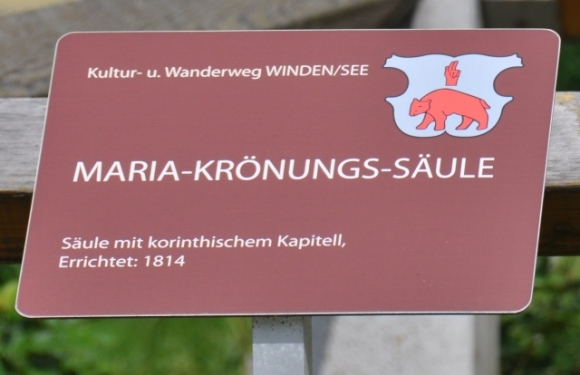 Kultur- u. Wanderweg WINDEN/SEE
MARIA-KRÖNUNGS-SÄULE
Säule mit korinthischem Kapitell,
Errichtet: 1814